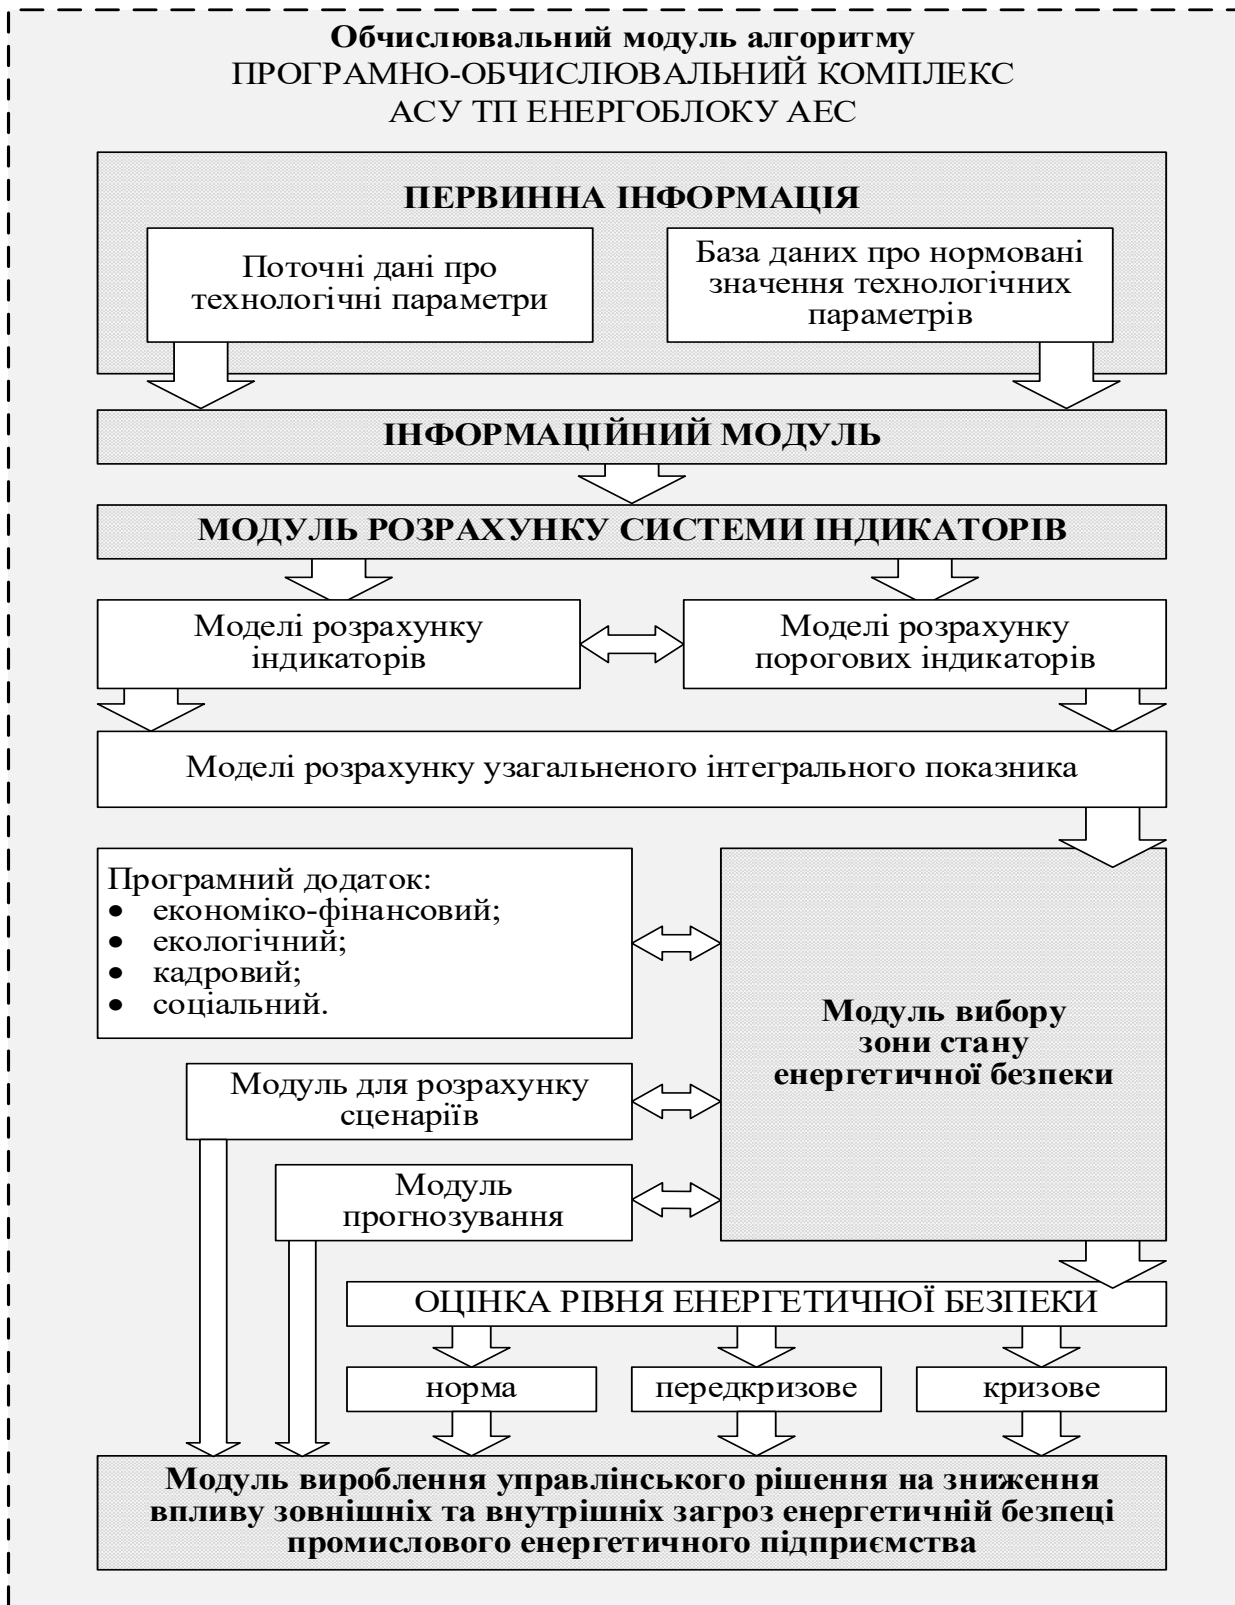 Обчислювальний модуль алгоритму
ПРОГРАМНО-ОБЧИСЛЮВАЛЬНИЙ КОМПЛЕКС
АСУ ТП ЕНЕРГОБЛОКУ АЕС
ПЕРВИННА ІНФОРМАЦІЯ
Поточні дані про
технологічні параметри
База даних про нормовані
значення технологічних
параметрів
ІНФОРМАЦІЙНИЙ МОДУЛЬ
МОДУЛЬ РОЗРАХУНКУ СИСТЕМИ ІНДИКАТОРІВ
Моделі розрахунку
індикаторів
Моделі розрахунку
порогових індикаторів
Моделі розрахунку узагальненого інтегрального показника
Програмний додаток:
• економіко-фінансовий;
• екологічний;
• кадровий;
• соціальний.
Модуль вибору
зони стану
енергетичної безпеки
Модуль для розрахунку
сценаріїв
Модуль
прогнозування
ОЦІНКА РІВНЯ ЕНЕРГЕТИЧНОЇ БЕЗПЕКИ
норма
передкризове
кризове
Модуль вироблення управлінського рішення на зниження
впливу зовнішніх та внутрішніх загроз енергетичній безпеці
промислового енергетичного підприємства